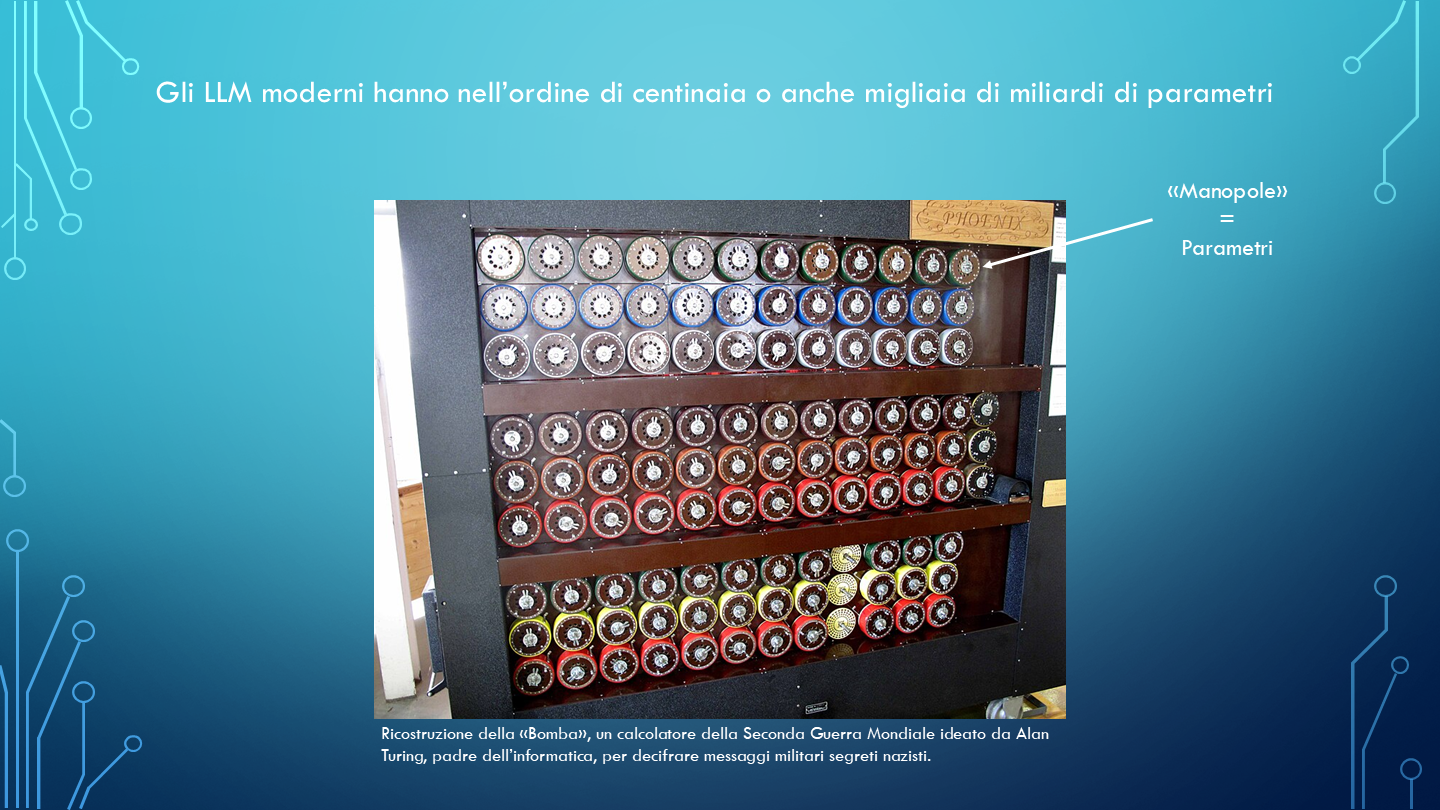 Gli LLM moderni hanno nell’ordine di centinaia o anche migliaia di miliardi di parametri
«Manopole»
=
Parametri
PHOENIX
Ricostruzione della «Bomba», un calcolatore della Seconda Guerra Mondiale ideato da Alan
Turing, padre dell’informatica, per decifrare messaggi militari segreti nazisti.